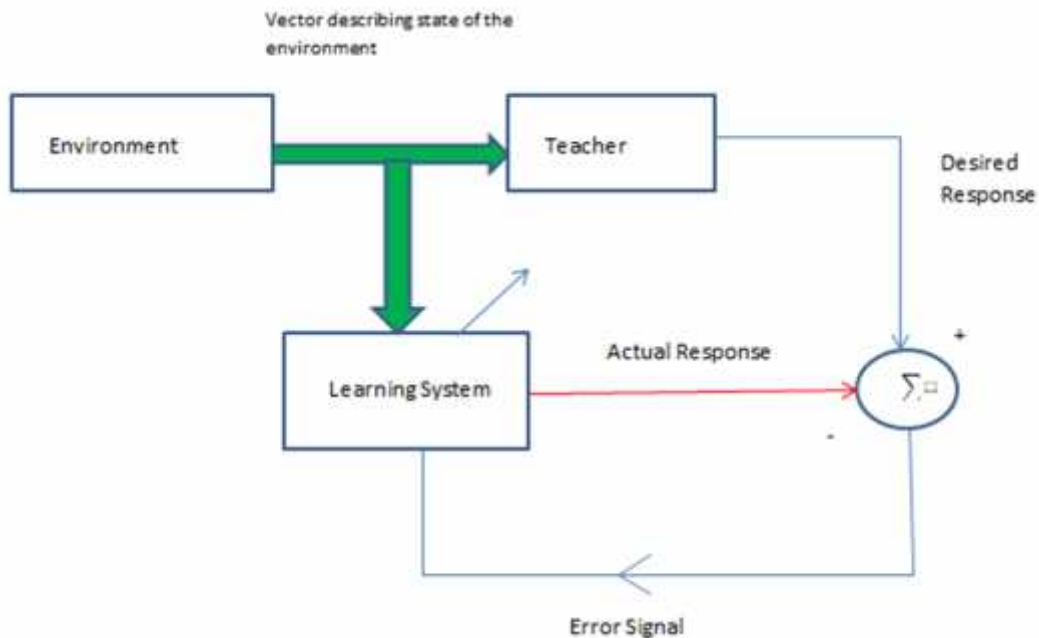 Vector describing state of the
environment
Environment
Teacher
Desired
Response
+
Actual Response
Learning System
∑
-
Error Signal